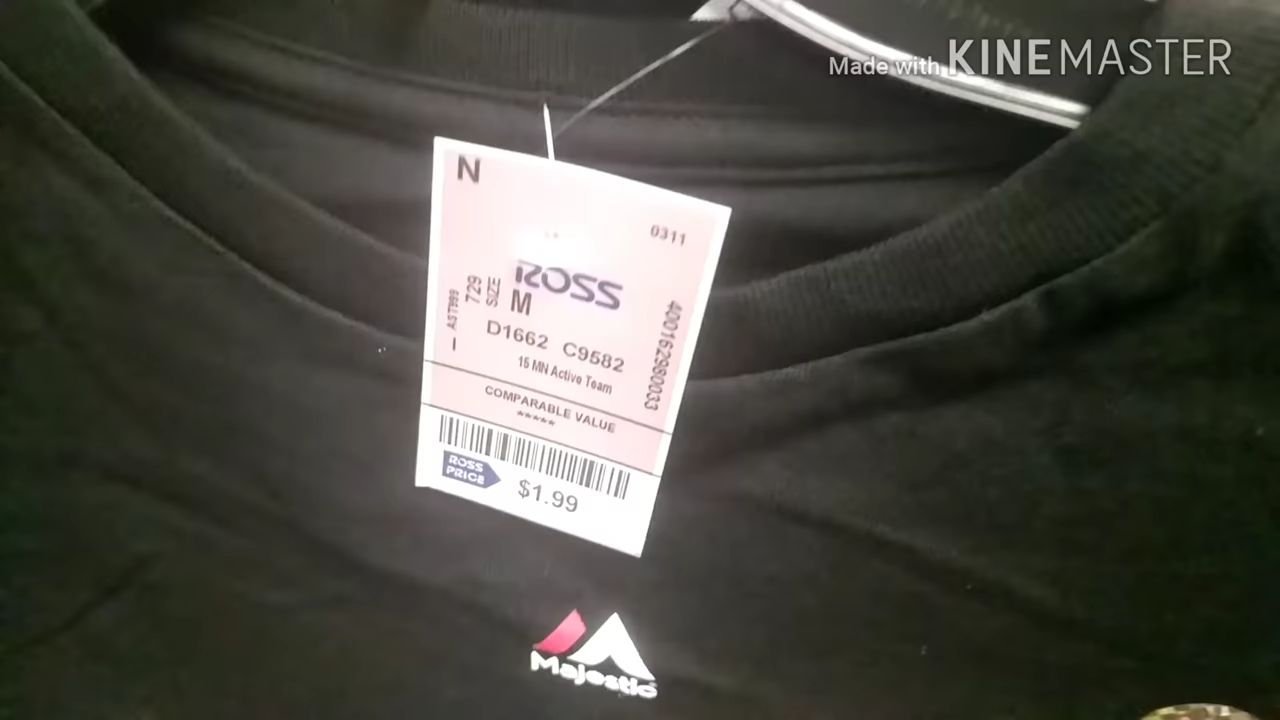 Made with KINEMASTER
N
0311
ROSS
729
SIZE
M
D1662 C9582
15 MN Active Team
400162980033
COMPARABLE VALUE
*****
ROSS
PRICE
$1.99
Majestic